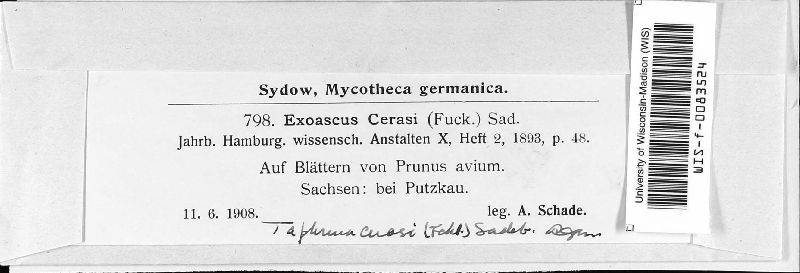 Sydow, Mycotheca germanica.
798. Exoascus Cerasi (Fuck.) Sad.
Jahrb. Hamburg. wissensch. Anstalten X, Heft 2, 1893, p. 48.
Auf Blättern von Prunus avium.
Sachsen: bei Putzkau.
11. 6. 1908. leg. A. Schade.
Taphrina cerasi (Fckl.) Sadeb.
University of Wisconsin-Madison (WIS)
WIS-f-0083524